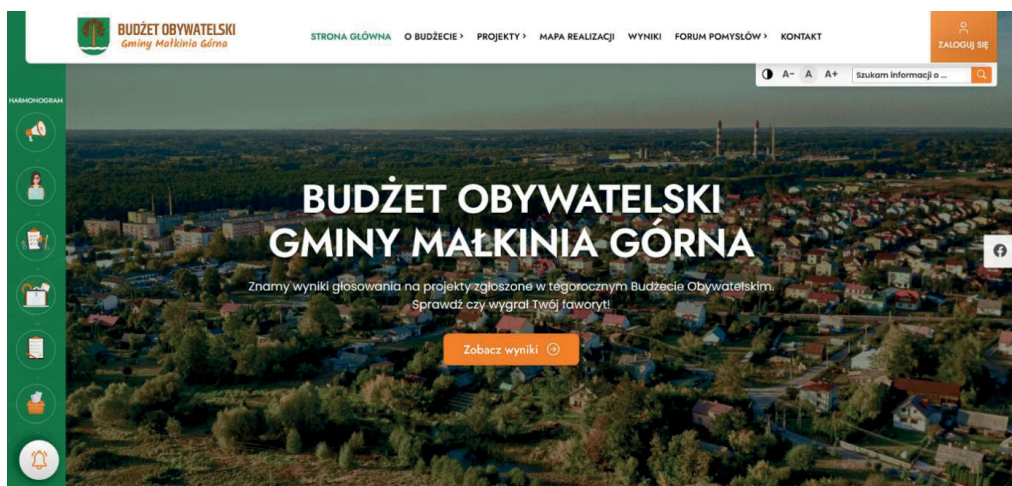 BUDŻET OBYWATELSKI
Gminy Małkinia Górna
STRONA GŁÓWNA O BUDŻECIE > PROJEKTY > MAPA REALIZACJI WYNIKI FORUM POMYSŁÓW > KONTAKT
ZALOGUJ SIĘ
A- A A+ Szukam informacji o ...
HARMONOGRAM
BUDŻET OBYWATELSKI
GMINY MAŁKINIA GÓRNA
Znamy wyniki głosowania na projekty zgłoszone w tegorocznym Budżecie Obywatelskim.
Sprawdź czy wygrał Twój faworyt!
Zobacz wyniki